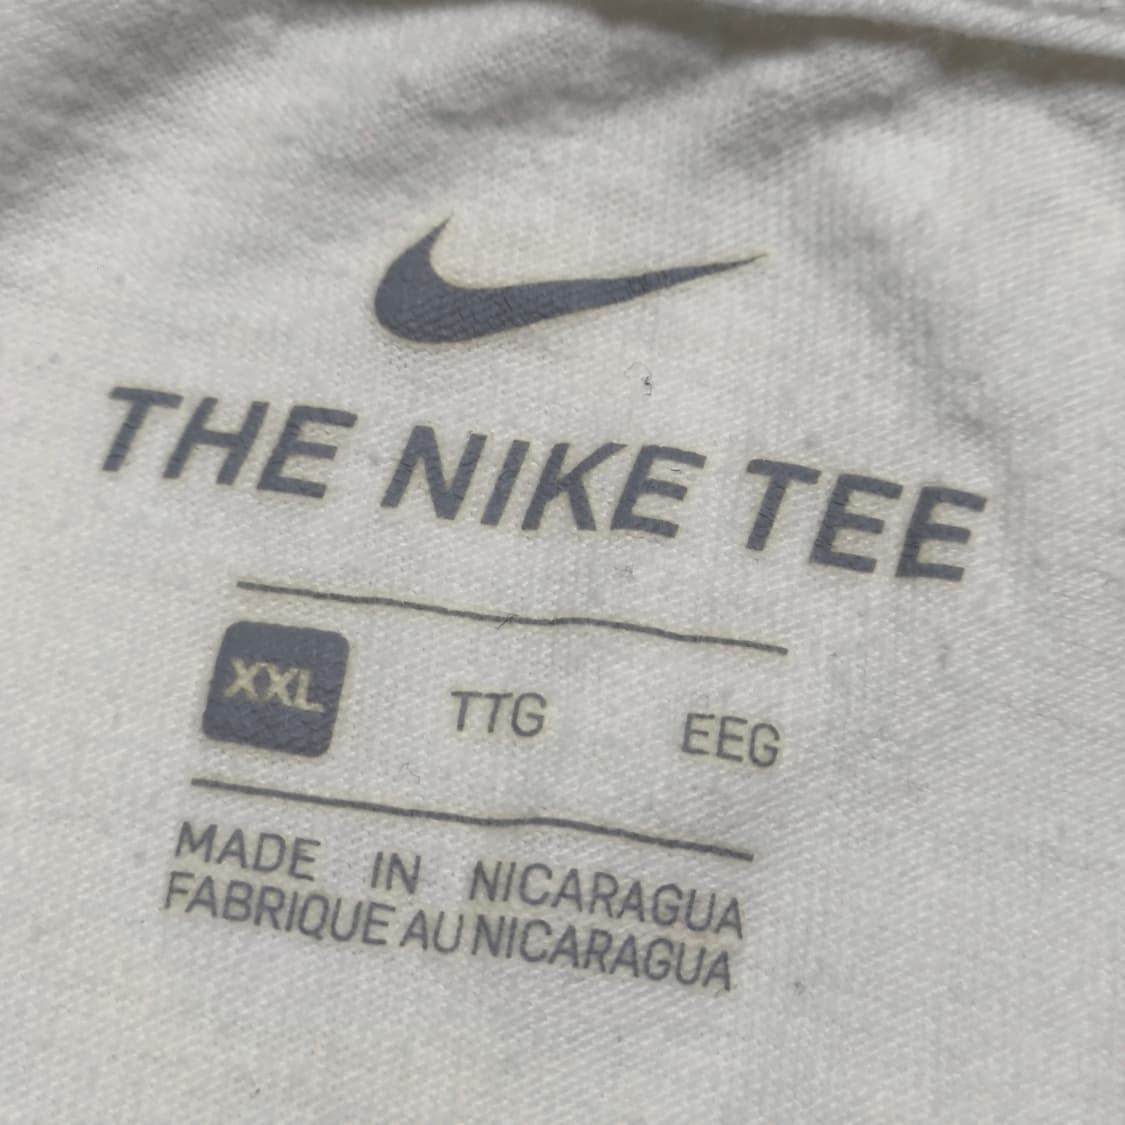 THE NIKE TEE
XXL TTG EEG
MADE IN NICARAGUA
FABRIQUE AU NICARAGUA